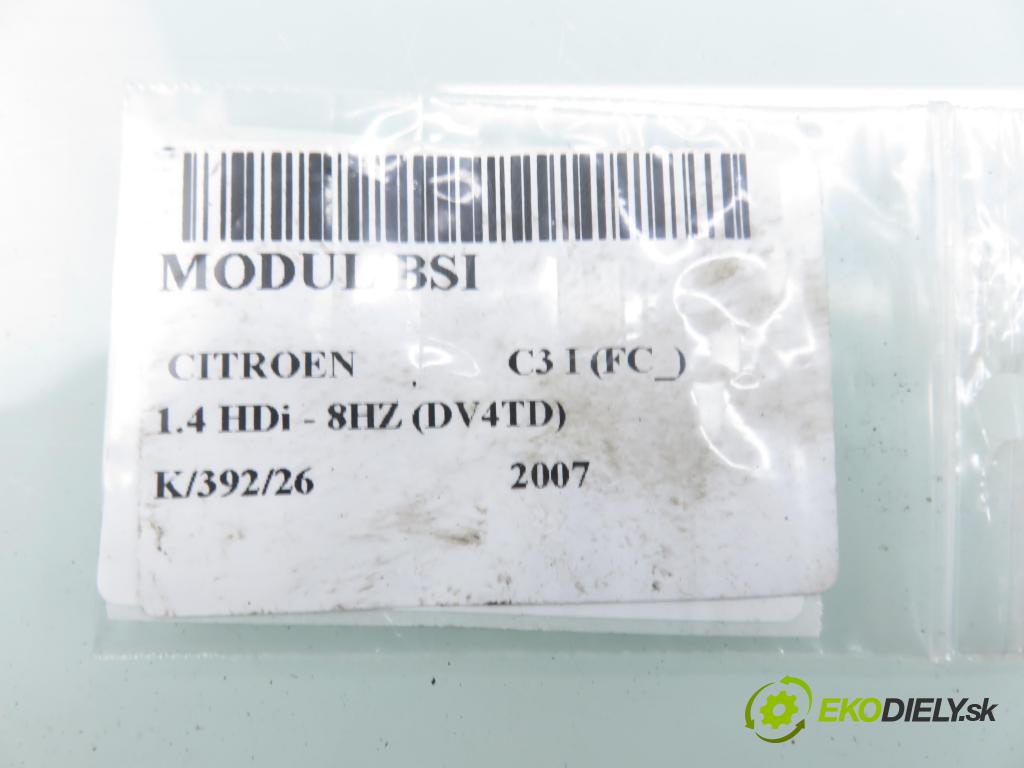 MODUL BSI
CITROEN C3 I (FC_)
1.4 HDi - 8HZ (DV4TD)
K/392/26 2007
EKODIELY.sk